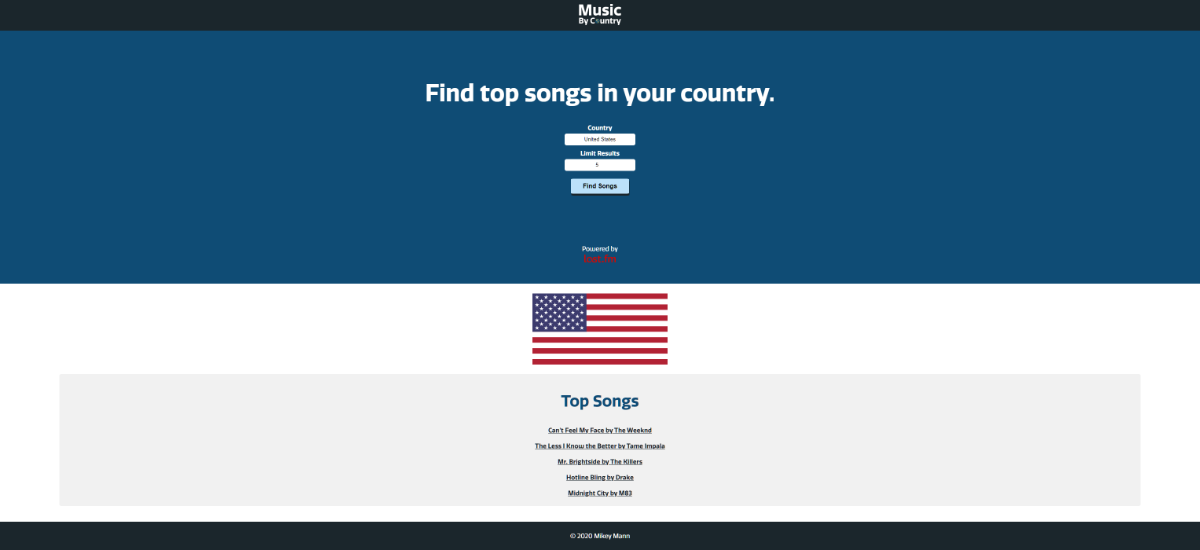 Music
By Country
Find top songs in your country.
Country
United States
Limit Results
5
Find Songs
Powered by
last.fm
Top Songs
Can't Feel My Face by The Weeknd
The Less I Know the Better by Tame Impala
Mr. Brightside by The Killers
Hotline Bling by Drake
Midnight City by M83
© 2020 Mikey Mann